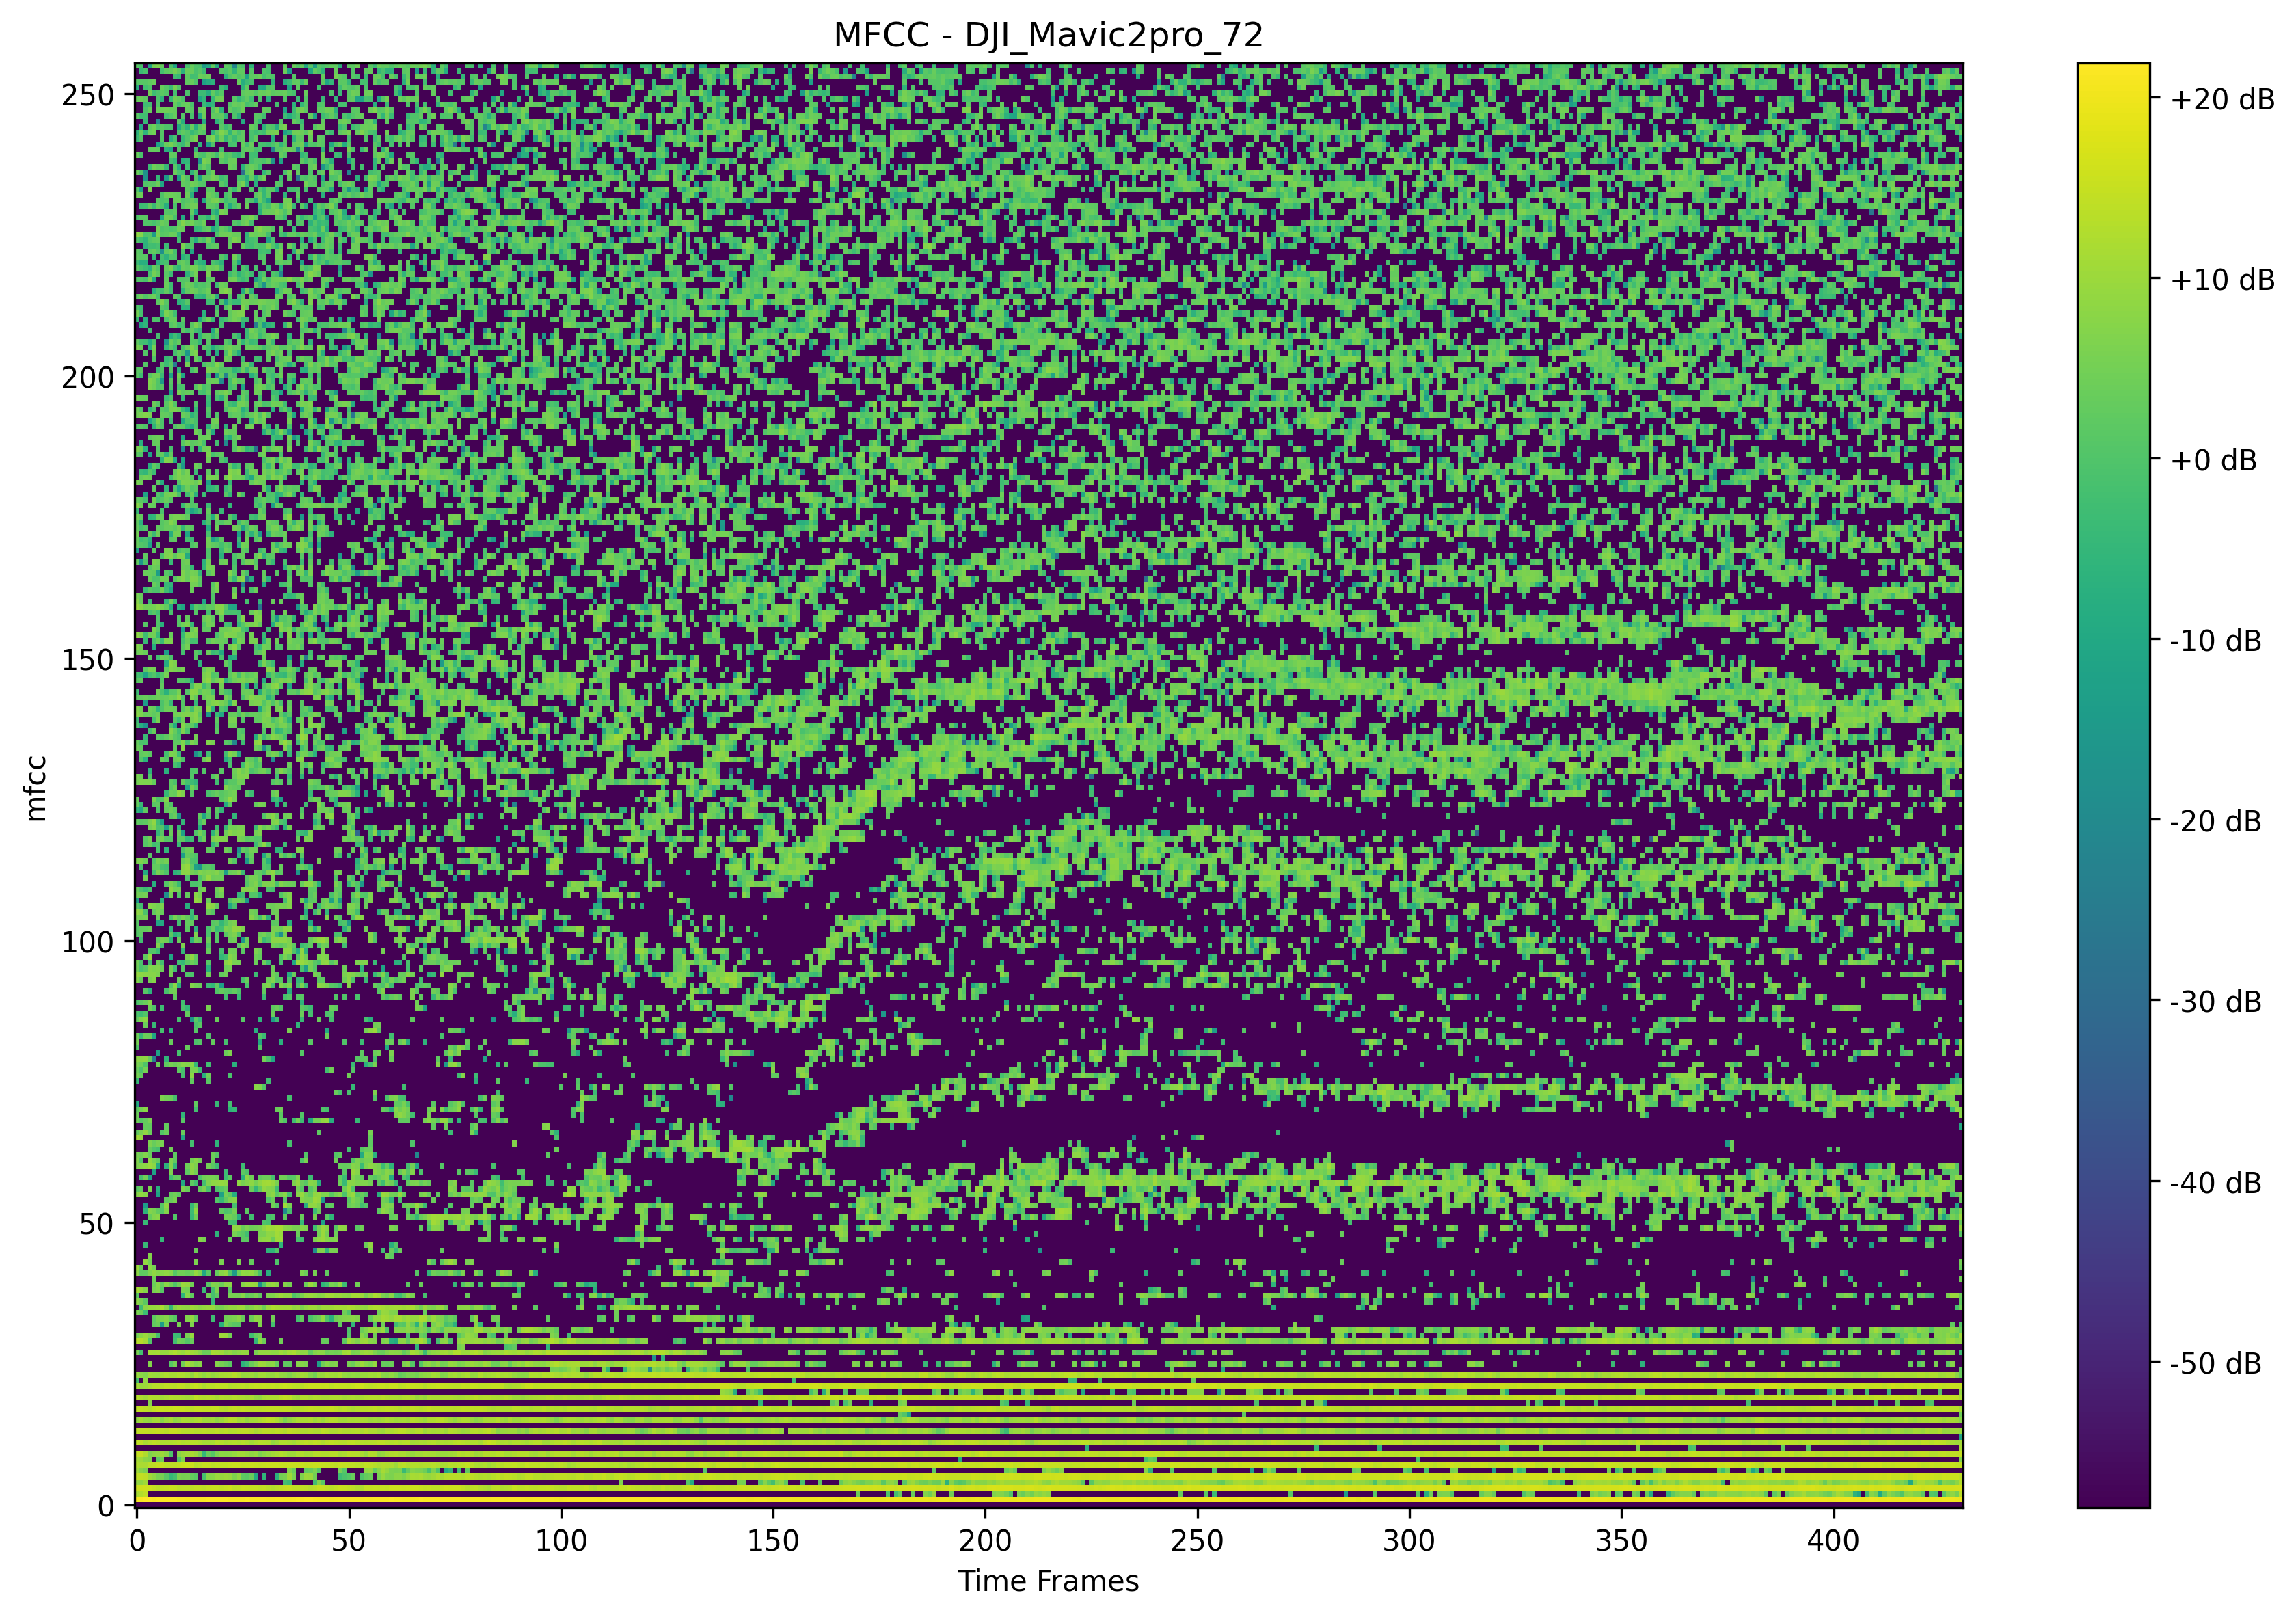 MFCC - DJI_Mavic2pro_72
250
200
150
100
50
0
mfcc
0 50 100 150 200 250 300 350 400
Time Frames
+20 dB
+10 dB
+0 dB
-10 dB
-20 dB
-30 dB
-40 dB
-50 dB